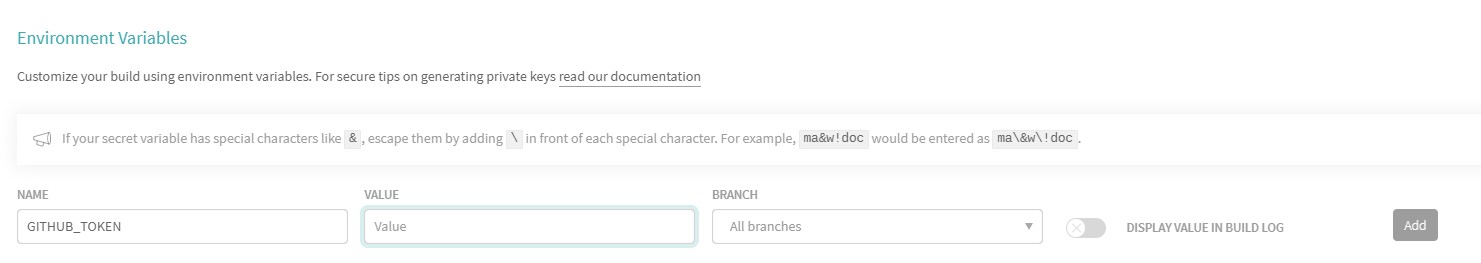 Environment Variables
Customize your build using environment variables. For secure tips on generating private keys read our documentation
If your secret variable has special characters like & , escape them by adding \ in front of each special character. For example, ma&w!doc would be entered as ma\&w\!doc .
NAME VALUE BRANCH
GITHUB_TOKEN Value All branches DISPLAY VALUE IN BUILD LOG Add